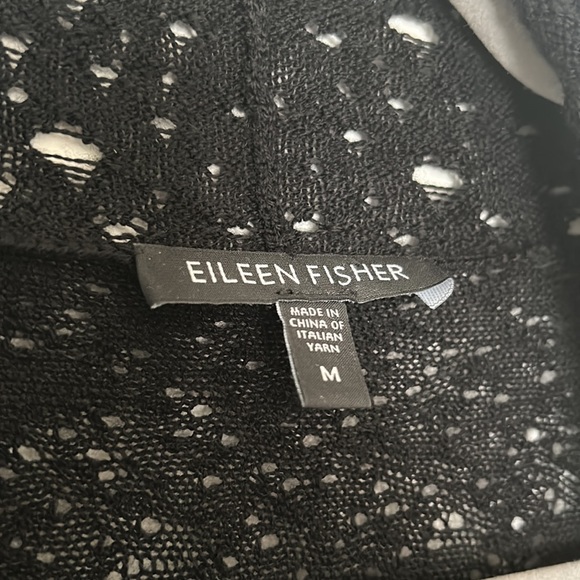 EILEEN FISHER
MADE IN
CHINA OF
ITALIAN
YARN
M